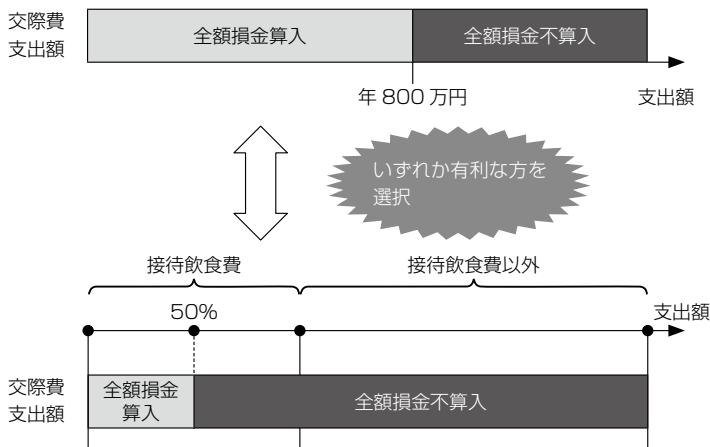 交際費
支出額
全額損金算入
全額損金不算入
年 800 万円
支出額
いずれか有利な方を
選択
接待飲食費
接待飲食費以外
50%
支出額
交際費
支出額
全額損金
算入
全額損金不算入